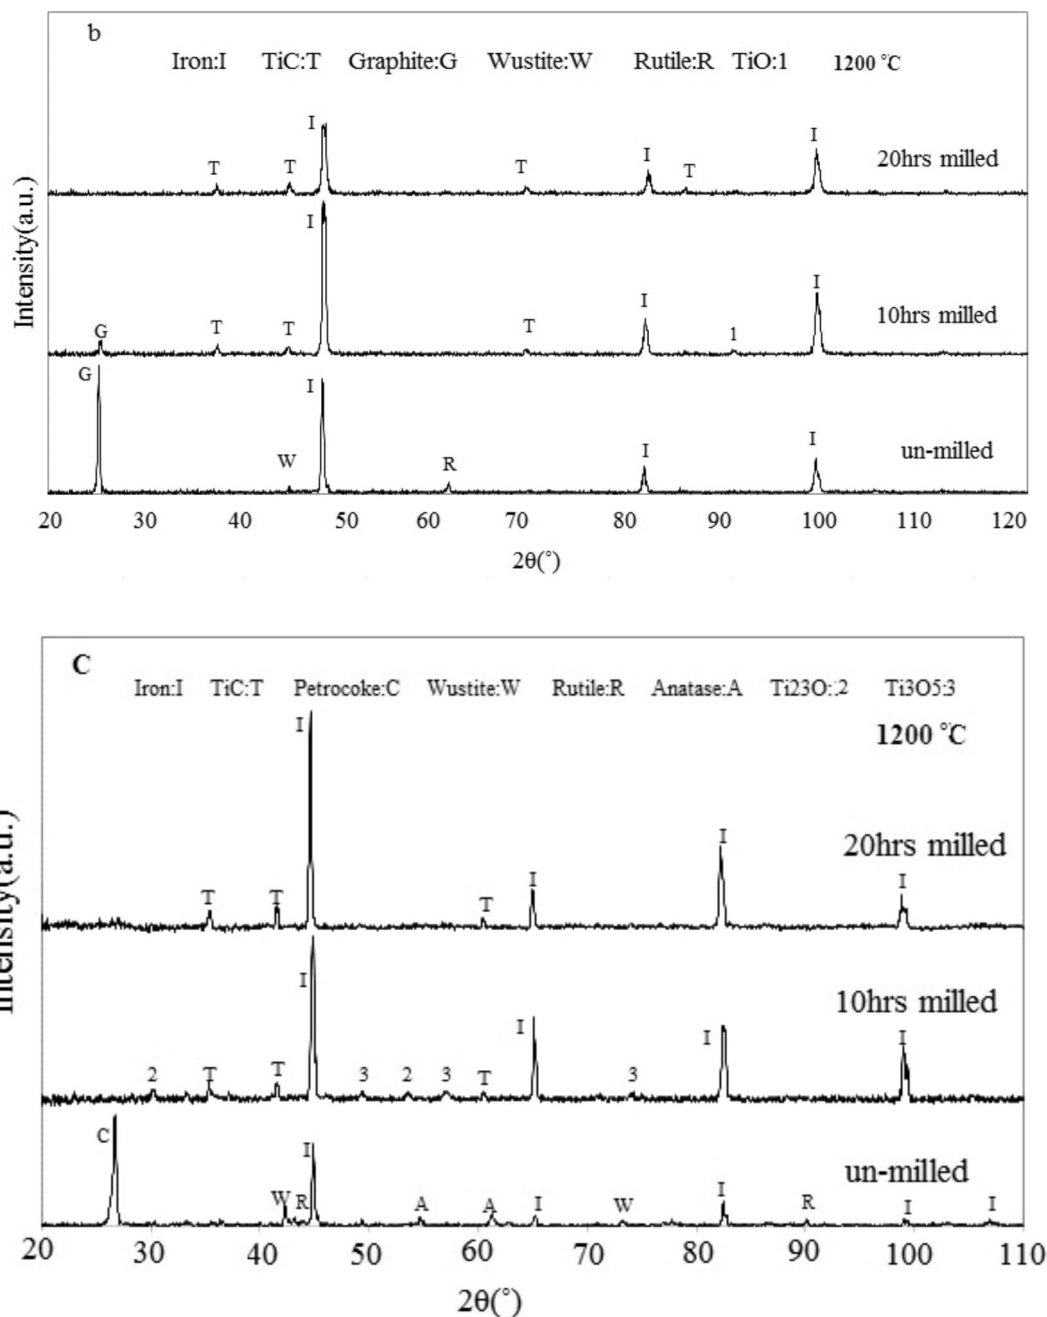 b
Iron:I TiC:T Graphite:G Wustite:W Rutile:R TiO:1 1200 ℃
I
T T T I T I
20hrs milled
Intensity(a.u.)
I
G T T T I 1 I
10hrs milled
G I
W R I I
un-milled
20 30 40 50 60 70 80 90 100 110 120
2θ(°)
C
Iron:I TiC:T Petrocoke:C Wustite:W Rutile:R Anatase:A Ti23O:.2 Ti3O5:3
1200 ℃
I
T T T I I I
20hrs milled
Intensity(a.u.)
I
2 T T 3 2 3 T I 3 I I
10hrs milled
C I
W R A A I W I R I I
un-milled
20 30 40 50 60 70 80 90 100 110
2θ(°)